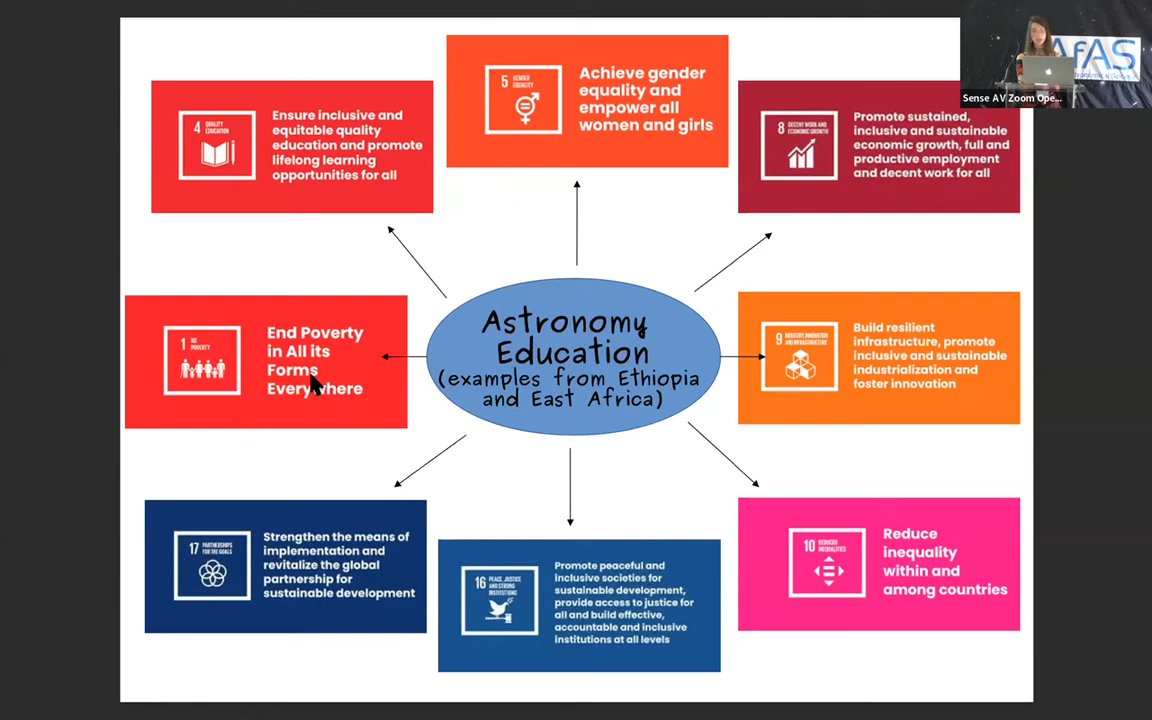 5 GENDER
EQUALITY
Achieve gender
equality and
empower all
women and girls
4 QUALITY
EDUCATION
Ensure inclusive and
equitable quality
education and promote
lifelong learning
opportunities for all
8 DECENT WORK AND
ECONOMIC GROWTH
Promote sustained,
inclusive and sustainable
economic growth, full and
productive employment
and decent work for all
AfAS
Sense AV Zoom Ope...
1 NO
POVERTY
End Poverty
in All its
Forms
Everywhere
Astronomy
Education
(examples from Ethiopia
and East Africa)
9 INDUSTRY, INNOVATION
AND INFRASTRUCTURE
Build resilient
infrastructure, promote
inclusive and sustainable
industrialization and
foster innovation
17 PARTNERSHIPS
FOR THE GOALS
Strengthen the means of
implementation and
revitalize the global
partnership for
sustainable development
16 PEACE, JUSTICE
AND STRONG
INSTITUTIONS
Promote peaceful and
inclusive societies for
sustainable development,
provide access to justice for
all and build effective,
accountable and inclusive
institutions at all levels
10 REDUCED
INEQUALITIES
Reduce
inequality
within and
among countries